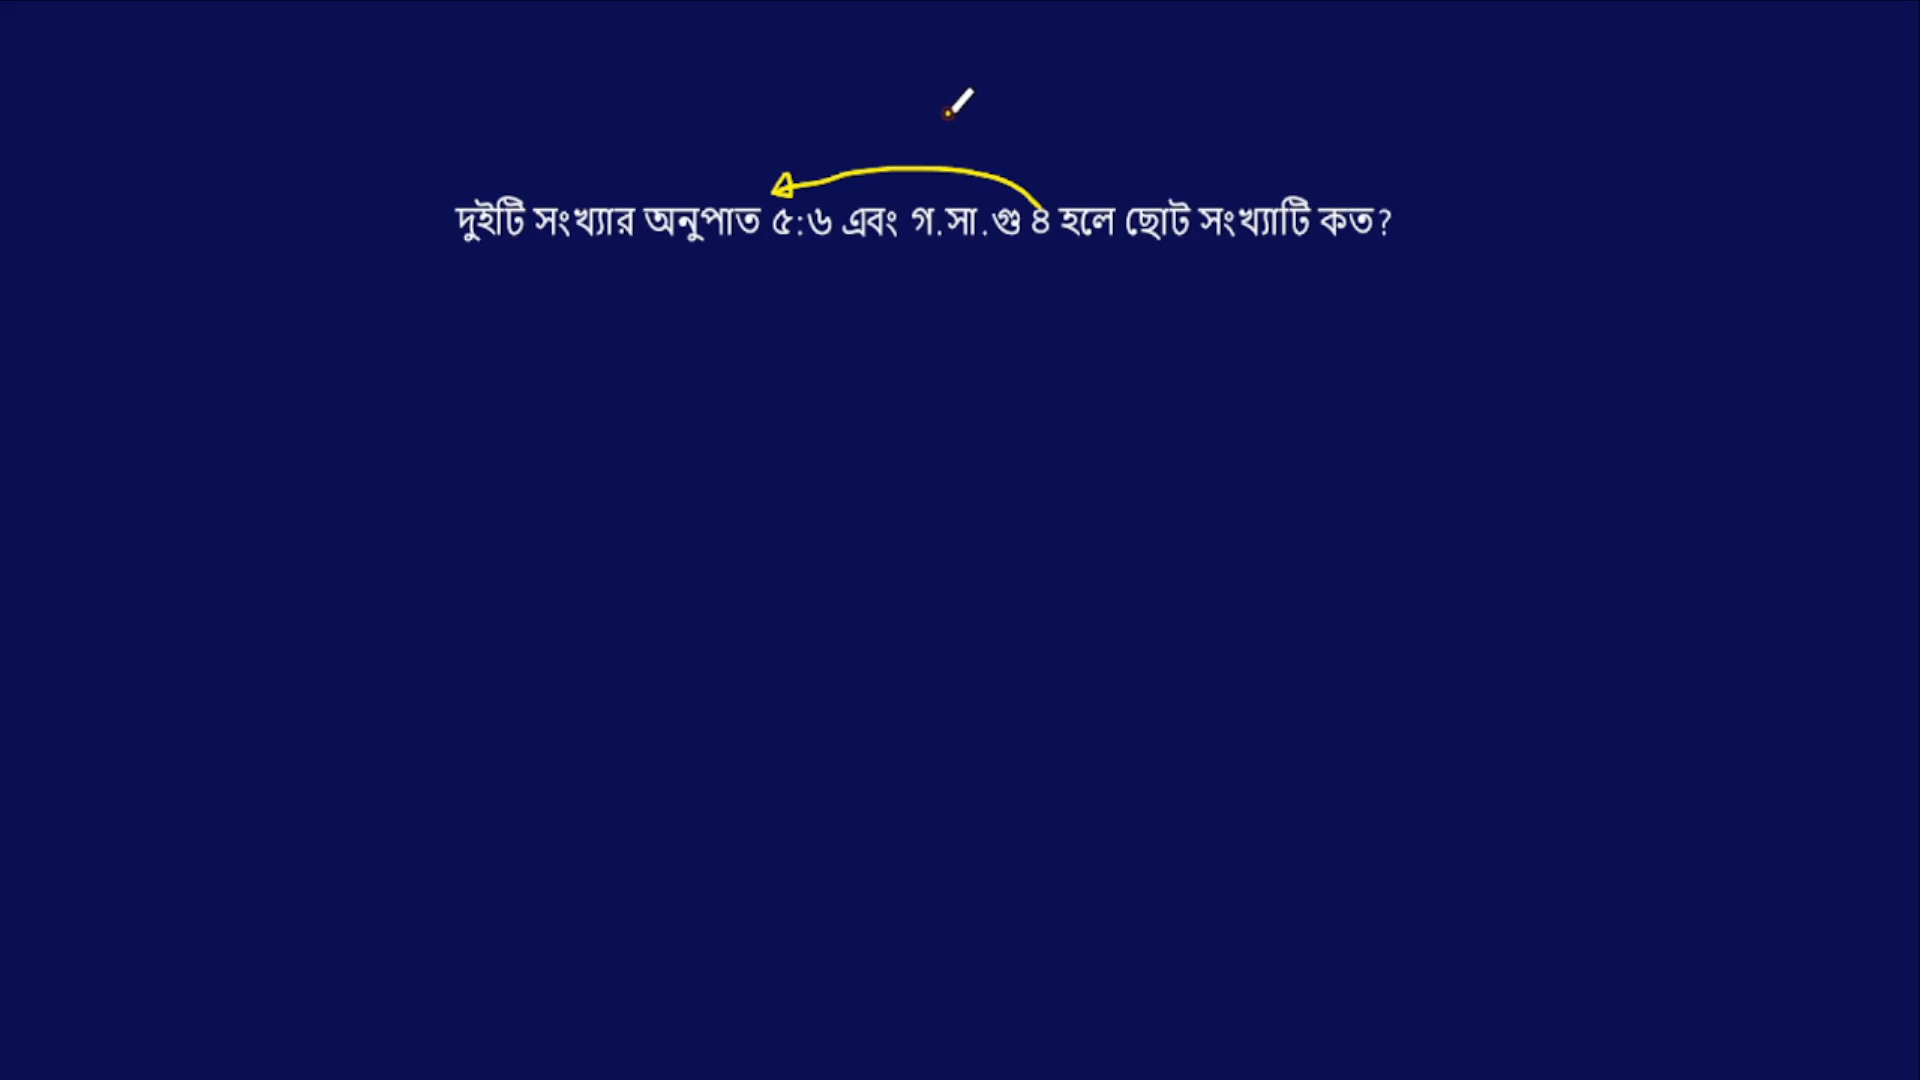 দুইটি সংখ্যার অনুপাত ৫:৬ এবং গ.সা.গু ৪ হলে ছোট সংখ্যাটি কত?